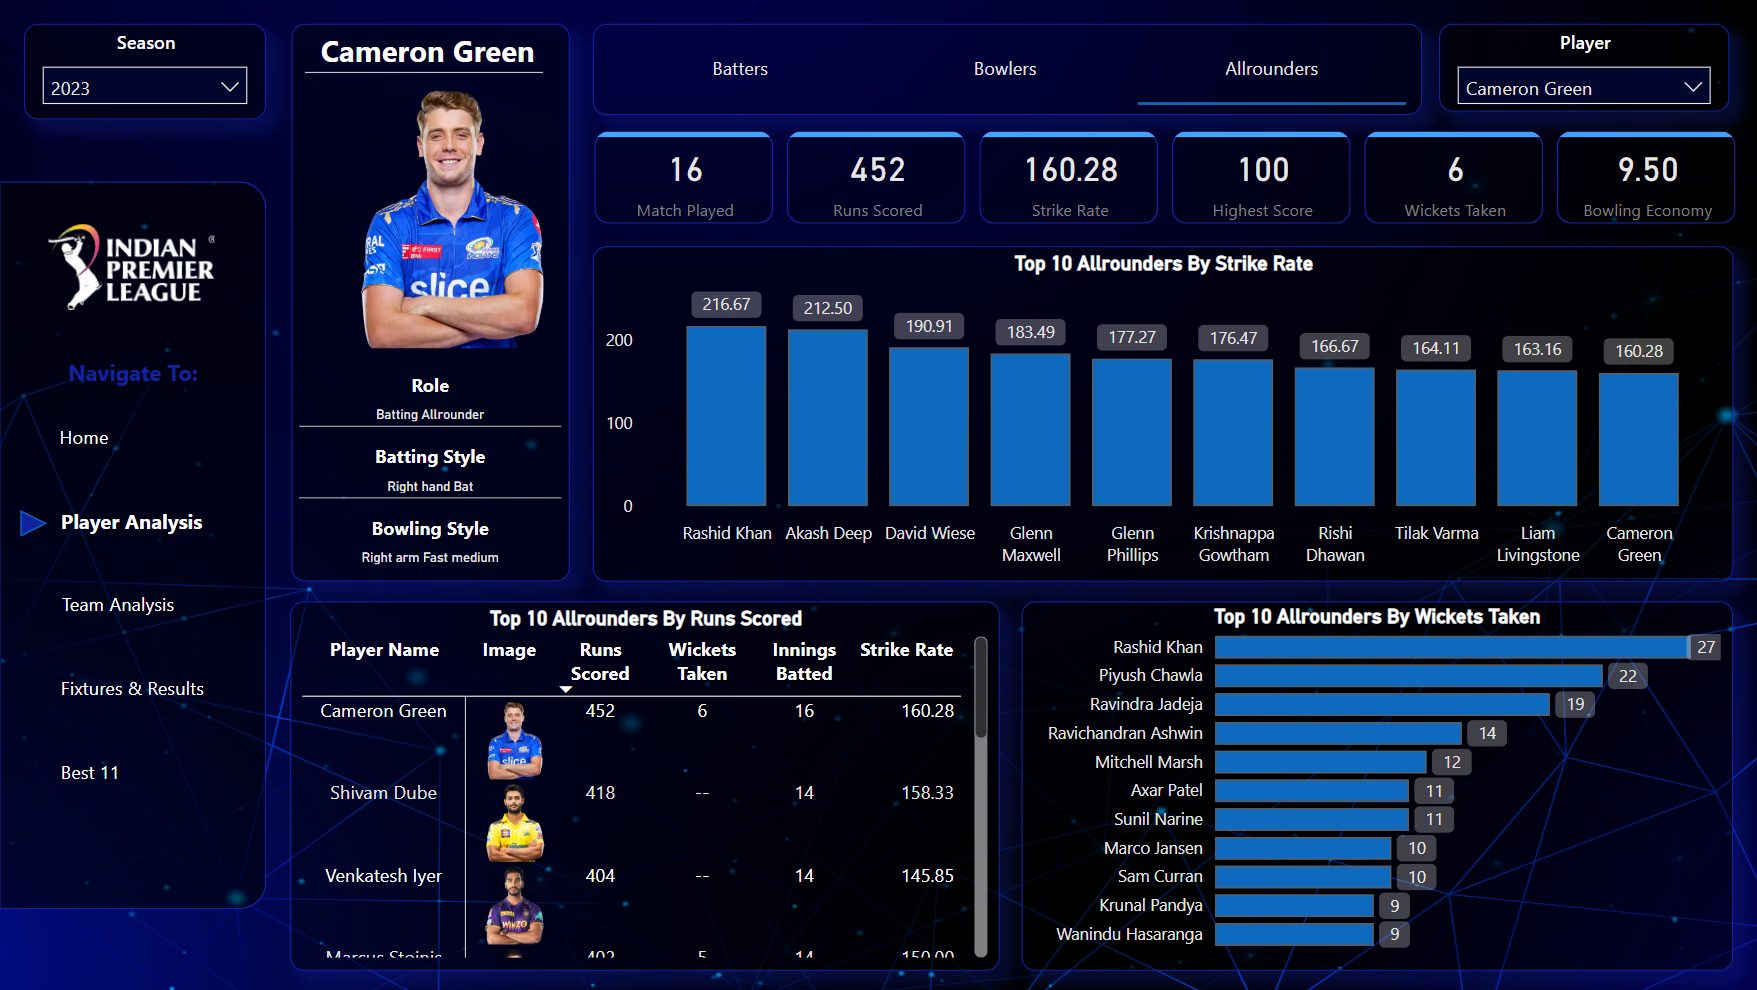 Season
2023
Cameron Green
Role
Batting Allrounder
Batting Style
Right hand Bat
Bowling Style
Right arm Fast medium
Batters
Bowlers
Allrounders
Player
Cameron Green
16
Match Played
452
Runs Scored
160.28
Strike Rate
100
Highest Score
6
Wickets Taken
9.50
Bowling Economy
INDIAN
PREMIER
LEAGUE
Navigate To:
Home
Player Analysis
Team Analysis
Fixtures & Results
Best 11
Top 10 Allrounders By Strike Rate
216.67 212.50 190.91 183.49 177.27 176.47 166.67 164.11 163.16 160.28
200
100
0
Rashid Khan
Akash Deep
David Wiese
Glenn
Maxwell
Glenn
Phillips
Krishnappa
Gowtham
Rishi
Dhawan
Tilak Varma
Liam
Livingstone
Cameron
Green
Top 10 Allrounders By Runs Scored
Player Name
Image
Runs
Scored
Wickets
Taken
Innings
Batted
Strike Rate
Cameron Green 452 6 16 160.28
slice
Shivam Dube 418 -- 14 158.33
Venkatesh Iyer 404 -- 14 145.85
Marcus Stoinis 402 5 14 150.00
Top 10 Allrounders By Wickets Taken
Rashid Khan 27
Piyush Chawla 22
Ravindra Jadeja 19
Ravichandran Ashwin 14
Mitchell Marsh 12
Axar Patel 11
Sunil Narine 11
Marco Jansen 10
Sam Curran 10
Krunal Pandya 9
Wanindu Hasaranga 9